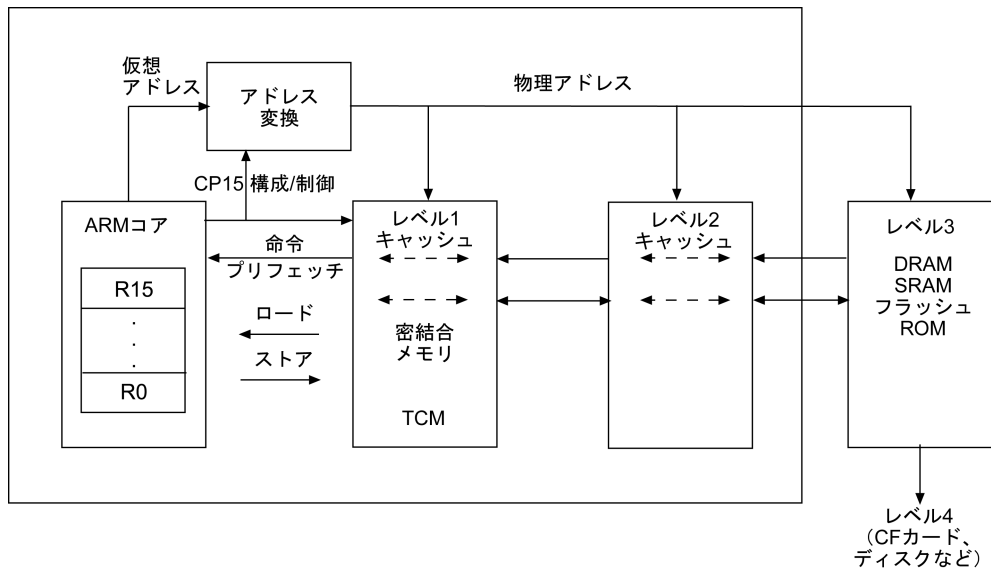 仮想
アドレス
アドレス
変換
物理アドレス
CP15 構成/制御
ARMコア
R15
.
.
.
R0
命令
プリフェッチ
ロード
ストア
レベル1
キャッシュ
密結合
メモリ
TCM
レベル2
キャッシュ
レベル3
DRAM
SRAM
フラッシュ
ROM
レベル4
(CFカード、
ディスクなど)